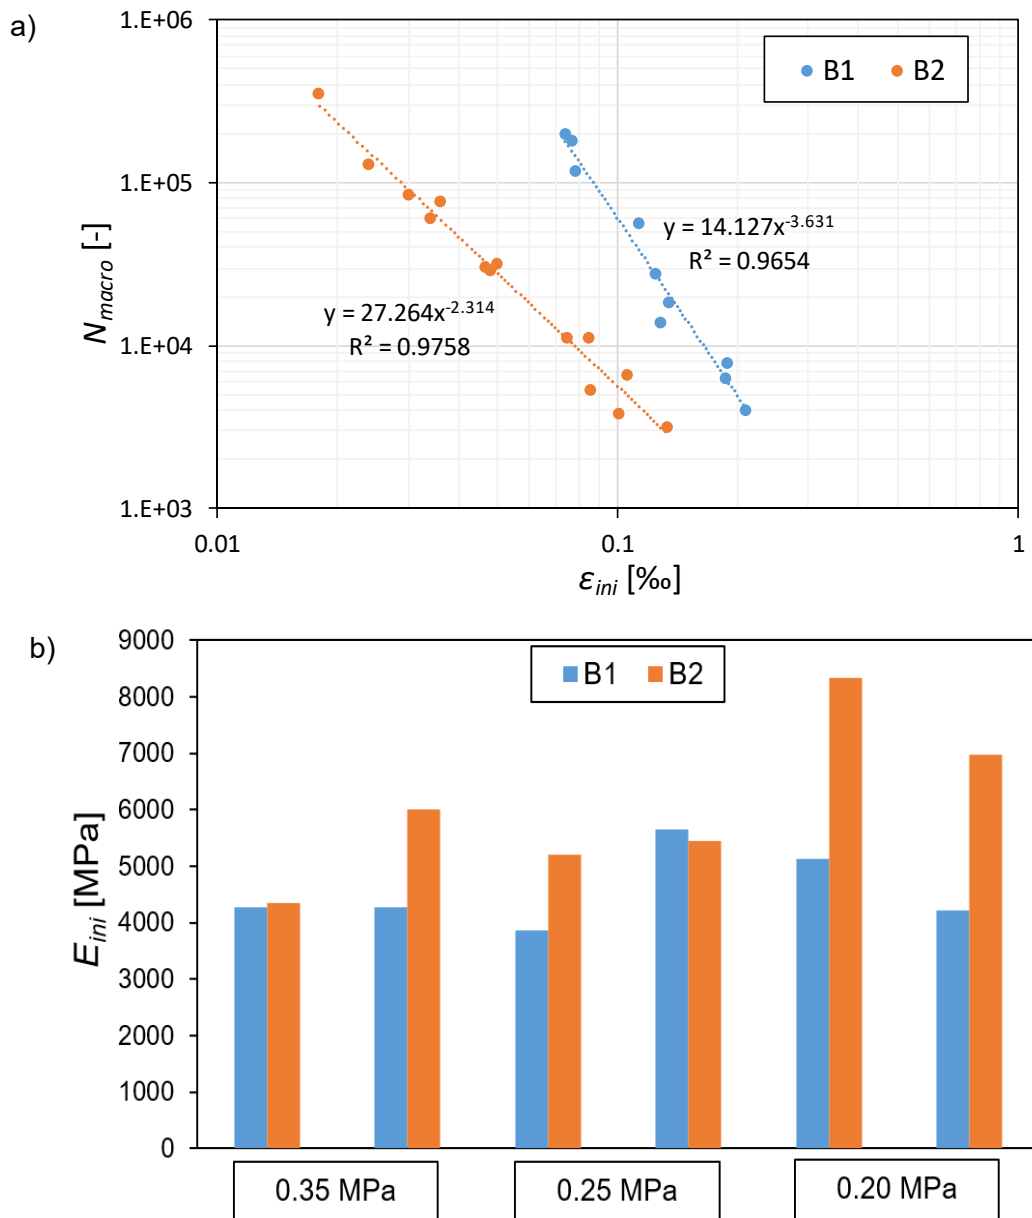 a)
1.E+06
1.E+05
1.E+04
1.E+03
N_macro [-]
B1 B2
y = 14.127x^-3.631
R² = 0.9654
y = 27.264x^-2.314
R² = 0.9758
0.01 0.1 1
ε_ini [‰]
b)
9000
8000
7000
6000
5000
4000
3000
2000
1000
0
E_ini [MPa]
B1 B2
0.35 MPa 0.25 MPa 0.20 MPa